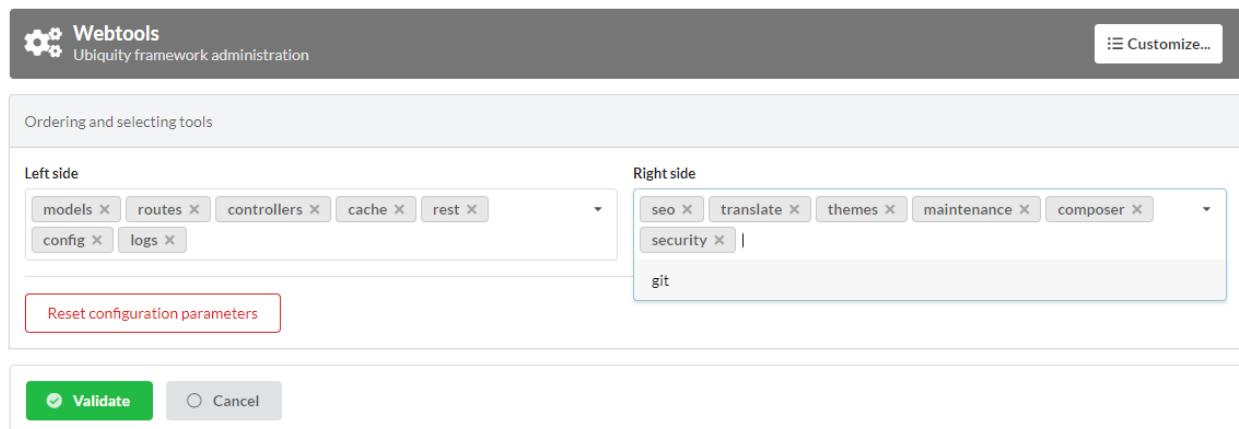 Webtools
Ubiquity framework administration
Customize...
Ordering and selecting tools
Left side
models routes controllers cache rest
config logs
Right side
seo translate themes maintenance composer
security
git
Reset configuration parameters
Validate Cancel